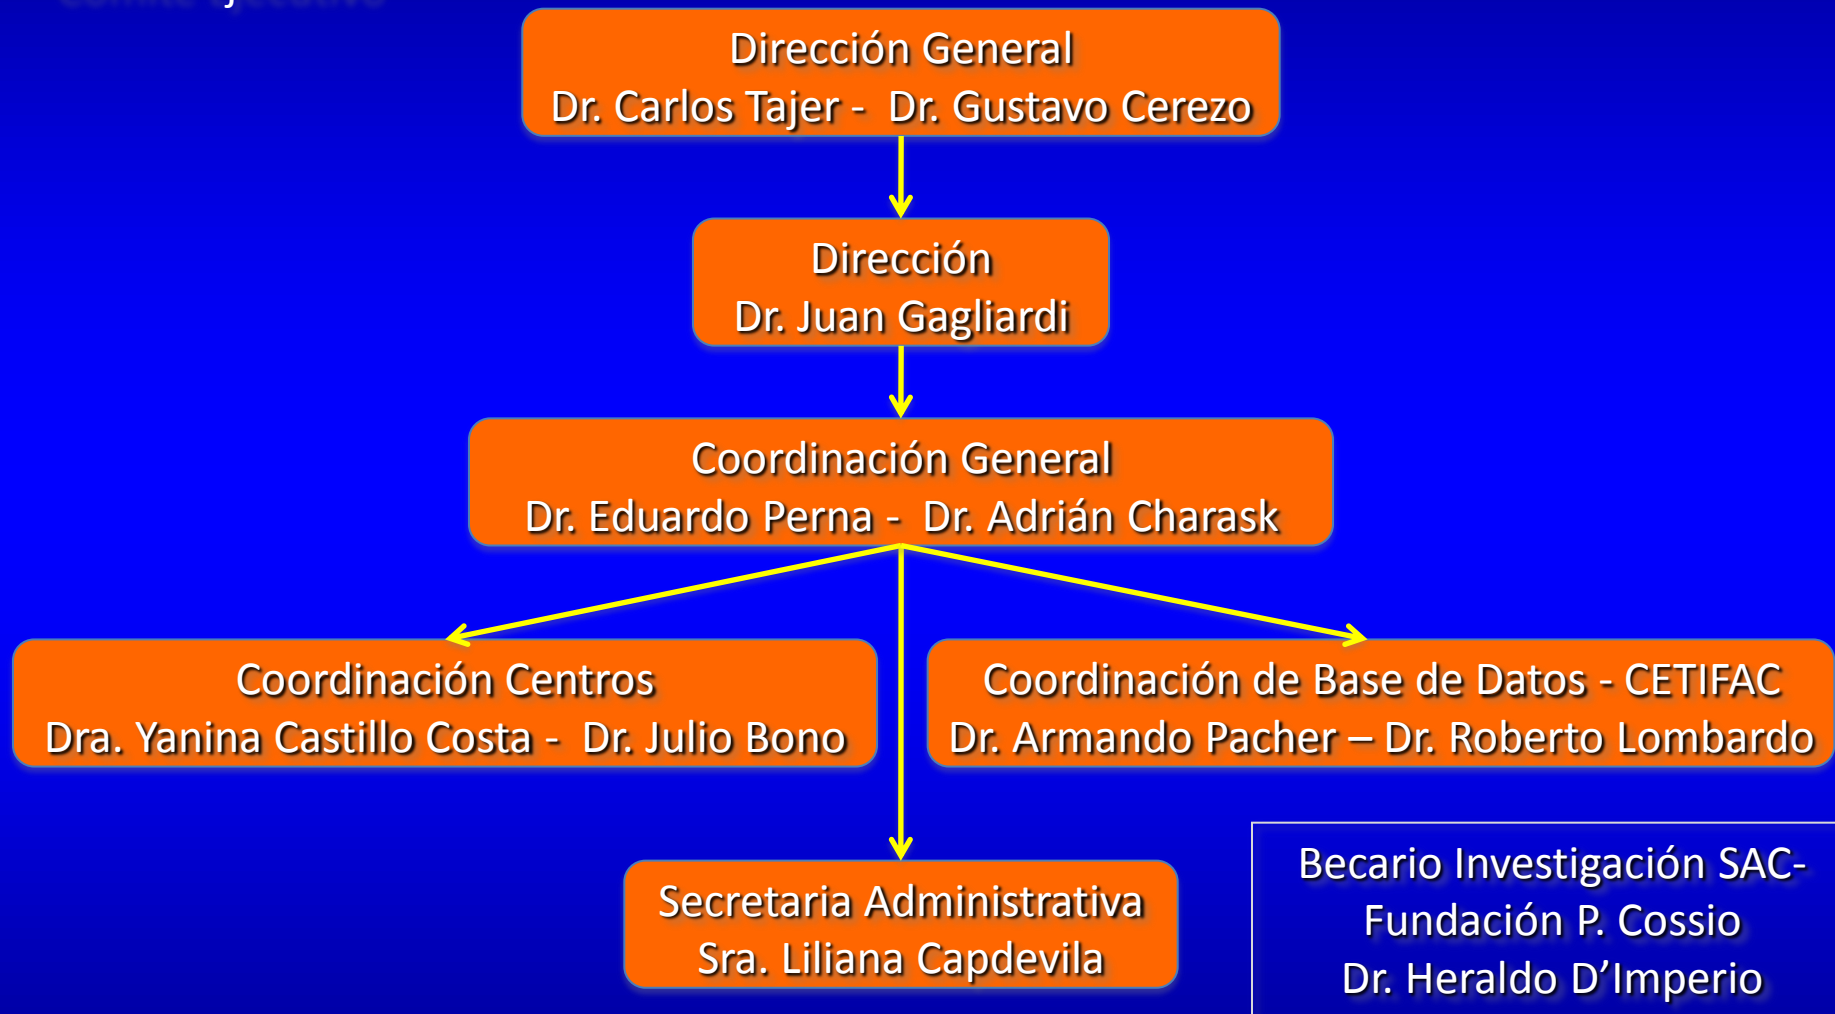 Dirección General
Dr. Carlos Tajer - Dr. Gustavo Cerezo
Dirección
Dr. Juan Gagliardi
Coordinación General
Dr. Eduardo Perna - Dr. Adrián Charask
Coordinación Centros
Dra. Yanina Castillo Costa - Dr. Julio Bono
Coordinación de Base de Datos - CETIFAC
Dr. Armando Pacher – Dr. Roberto Lombardo
Secretaria Administrativa
Sra. Liliana Capdevila
Becario Investigación SAC-
Fundación P. Cossio
Dr. Heraldo D’Imperio